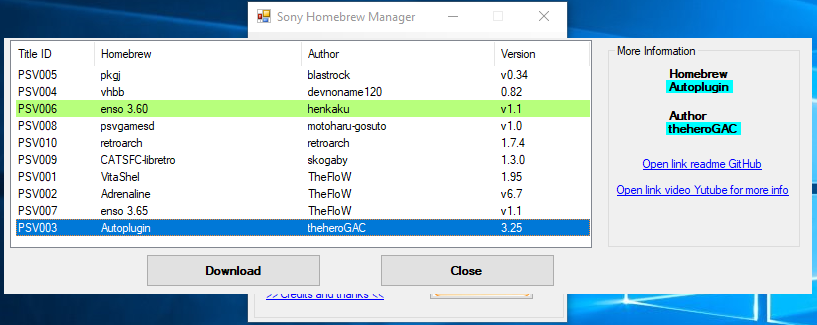 Sony Homebrew Manager
Title ID Homebrew Author Version
PSV005 pkgj blastrock v0.34
PSV004 vhbb devnoname120 0.82
PSV006 enso 3.60 henkaku v1.1
PSV008 psvgamesd motoharu-gosuto v1.0
PSV010 retroarch retroarch 1.7.4
PSV009 CATSFC-libretro skogaby 1.3.0
PSV001 VitaShel TheFloW 1.95
PSV002 Adrenaline TheFloW v6.7
PSV007 enso 3.65 TheFloW v1.1
PSV003 Autoplugin theheroGAC 3.25
More Information
Homebrew
Autoplugin
Author
theheroGAC
Open link readme GitHub
Open link video Yutube for more info
Download Close
>> Credits and thanks <<